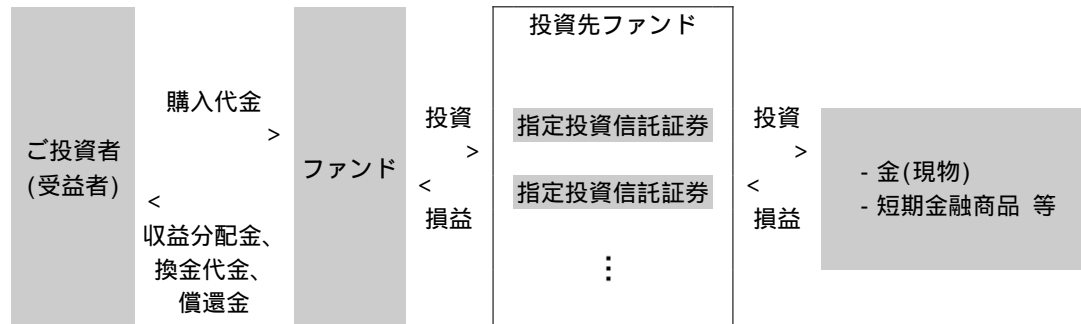 ご投資者
(受益者)
購入代金
>
<
収益分配金、
換金代金、
償還金
ファンド
投資
>
<
損益
投資先ファンド
指定投資信託証券
指定投資信託証券
⋮
投資
>
<
損益
- 金(現物)
- 短期金融商品 等